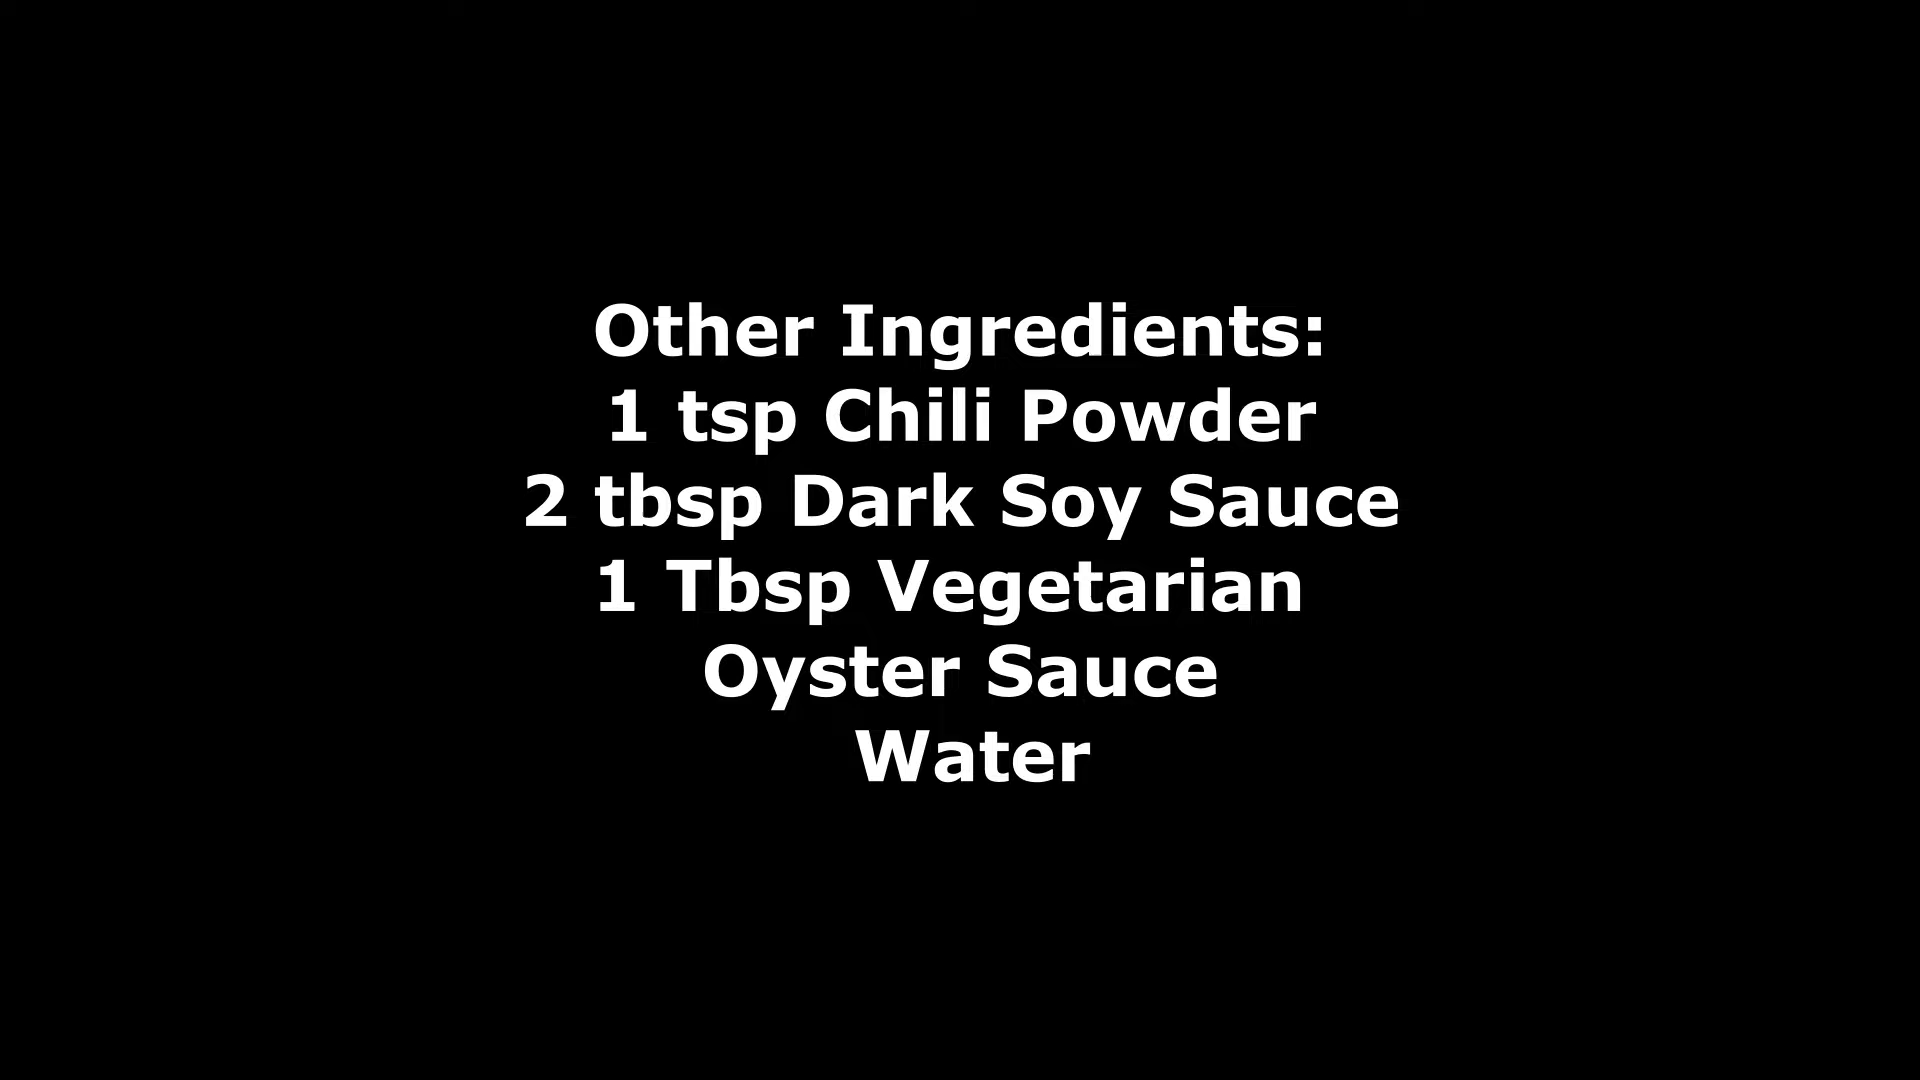 Other Ingredients:
1 tsp Chili Powder
2 tbsp Dark Soy Sauce
1 Tbsp Vegetarian
Oyster Sauce
Water